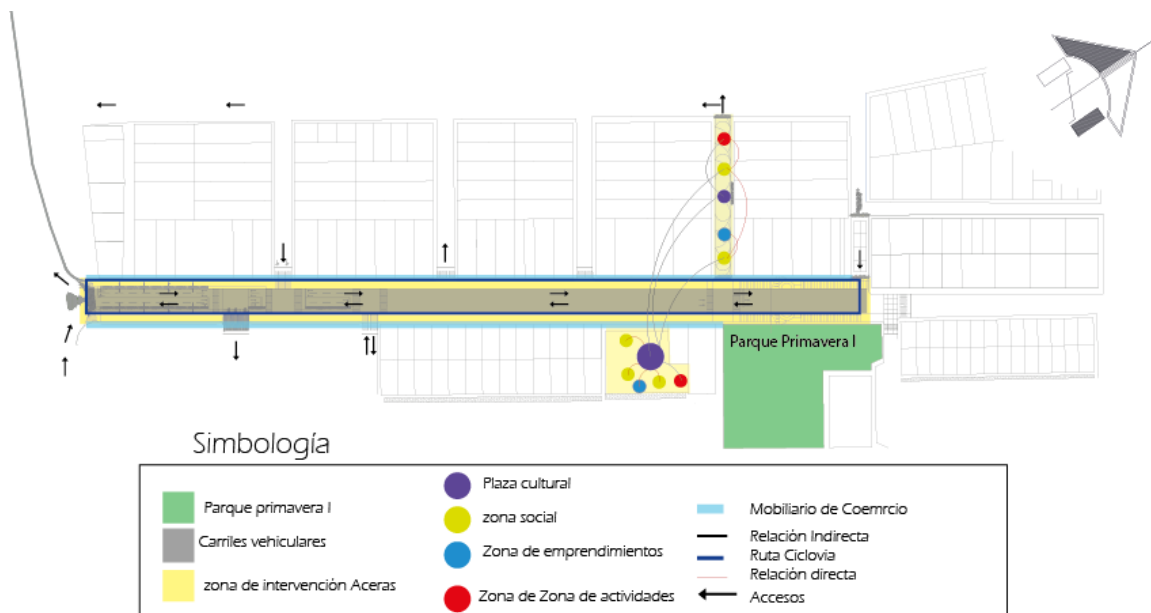 Parque Primavera I
Simbología
Parque primavera I
Carriles vehiculares
zona de intervención Aceras
Plaza cultural
zona social
Zona de emprendimientos
Zona de Zona de actividades
Mobiliario de Coemrcio
Relación Indirecta
Ruta Ciclovia
Relación directa
Accesos